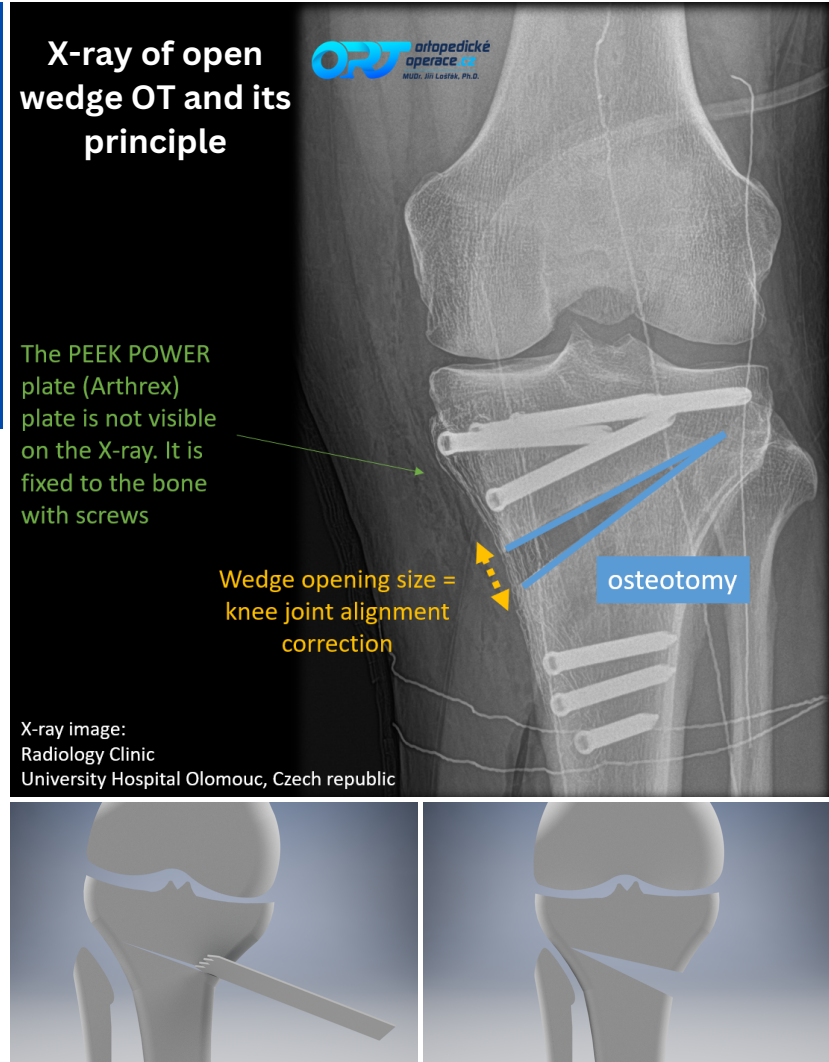 X-ray of open
wedge OT and its
principle
ORT
ortopedické
operace.cz
MUDr. Jiří Lošťák, Ph.D.
The PEEK POWER
plate (Arthrex)
plate is not visible
on the X-ray. It is
fixed to the bone
with screws
Wedge opening size =
knee joint alignment
correction
osteotomy
X-ray image:
Radiology Clinic
University Hospital Olomouc, Czech republic